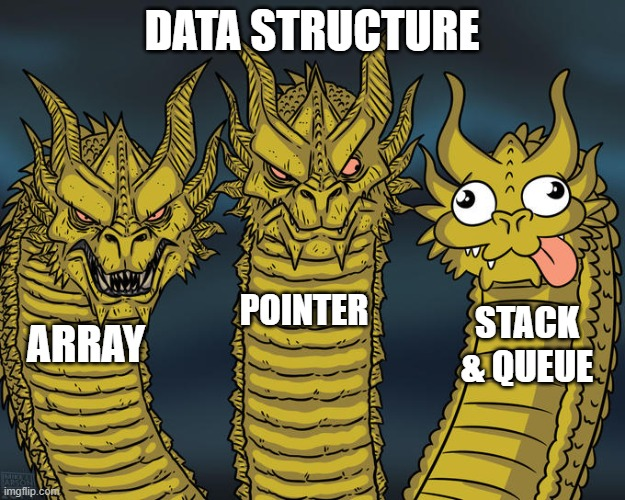 DATA STRUCTURE
ARRAY
POINTER
STACK
& QUEUE
imgflip.com